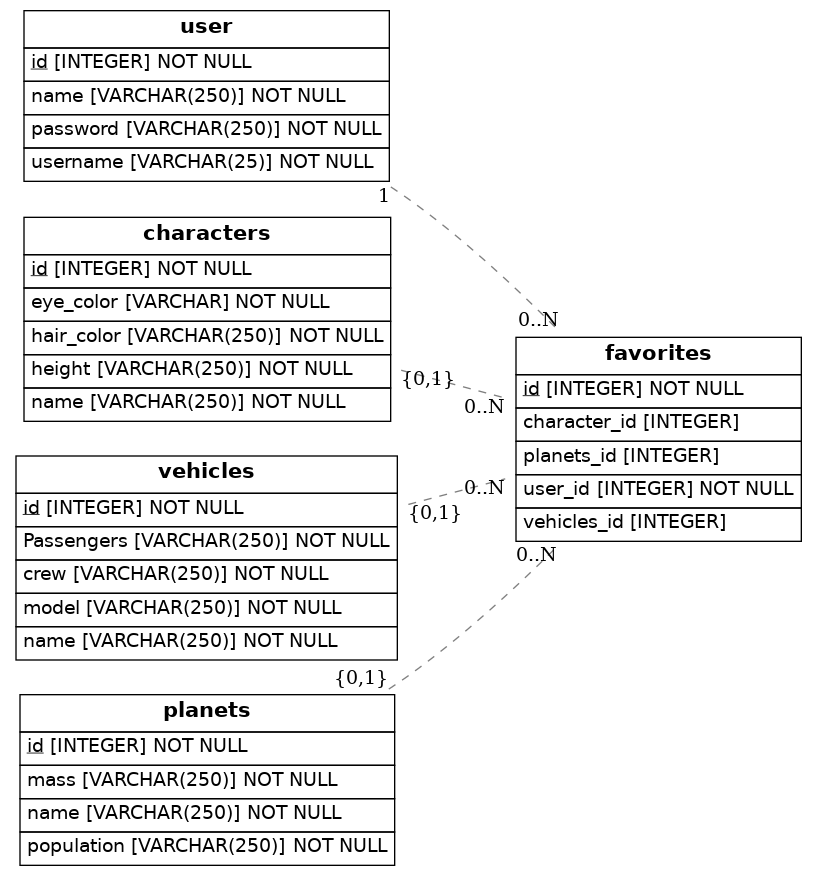 user
id [INTEGER] NOT NULL
name [VARCHAR(250)] NOT NULL
password [VARCHAR(250)] NOT NULL
username [VARCHAR(25)] NOT NULL
1
characters
id [INTEGER] NOT NULL
eye_color [VARCHAR] NOT NULL
hair_color [VARCHAR(250)] NOT NULL
height [VARCHAR(250)] NOT NULL
name [VARCHAR(250)] NOT NULL
{0,1}
vehicles
id [INTEGER] NOT NULL
Passengers [VARCHAR(250)] NOT NULL
crew [VARCHAR(250)] NOT NULL
model [VARCHAR(250)] NOT NULL
name [VARCHAR(250)] NOT NULL
{0,1}
{0,1}
planets
id [INTEGER] NOT NULL
mass [VARCHAR(250)] NOT NULL
name [VARCHAR(250)] NOT NULL
population [VARCHAR(250)] NOT NULL
0..N
0..N
0..N
0..N
favorites
id [INTEGER] NOT NULL
character_id [INTEGER]
planets_id [INTEGER]
user_id [INTEGER] NOT NULL
vehicles_id [INTEGER]